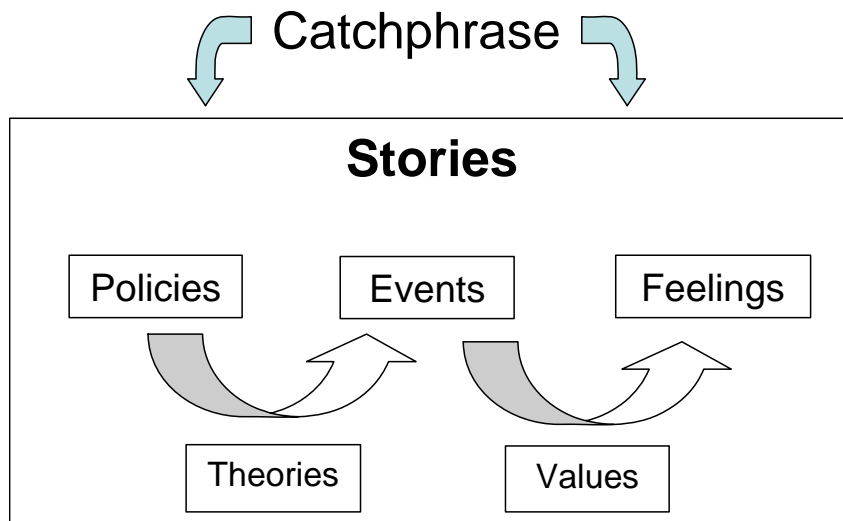 Catchphrase
Stories
Policies
Events
Feelings
Theories
Values